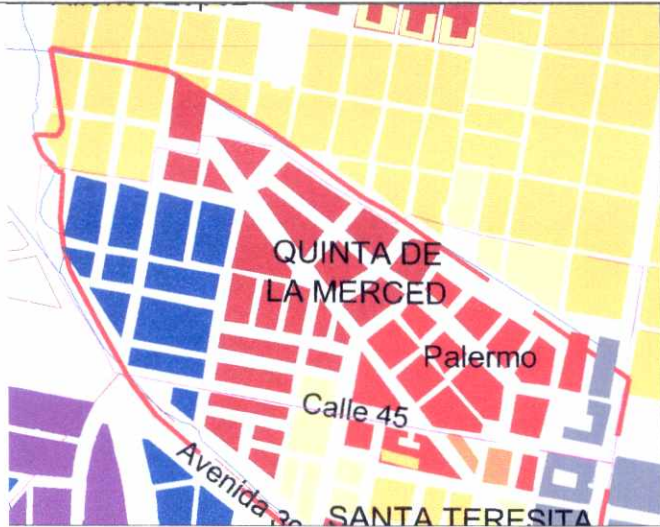 QUINTA DE
LA MERCED
Palermo
Calle 45
Avenida
SANTA TERESITA